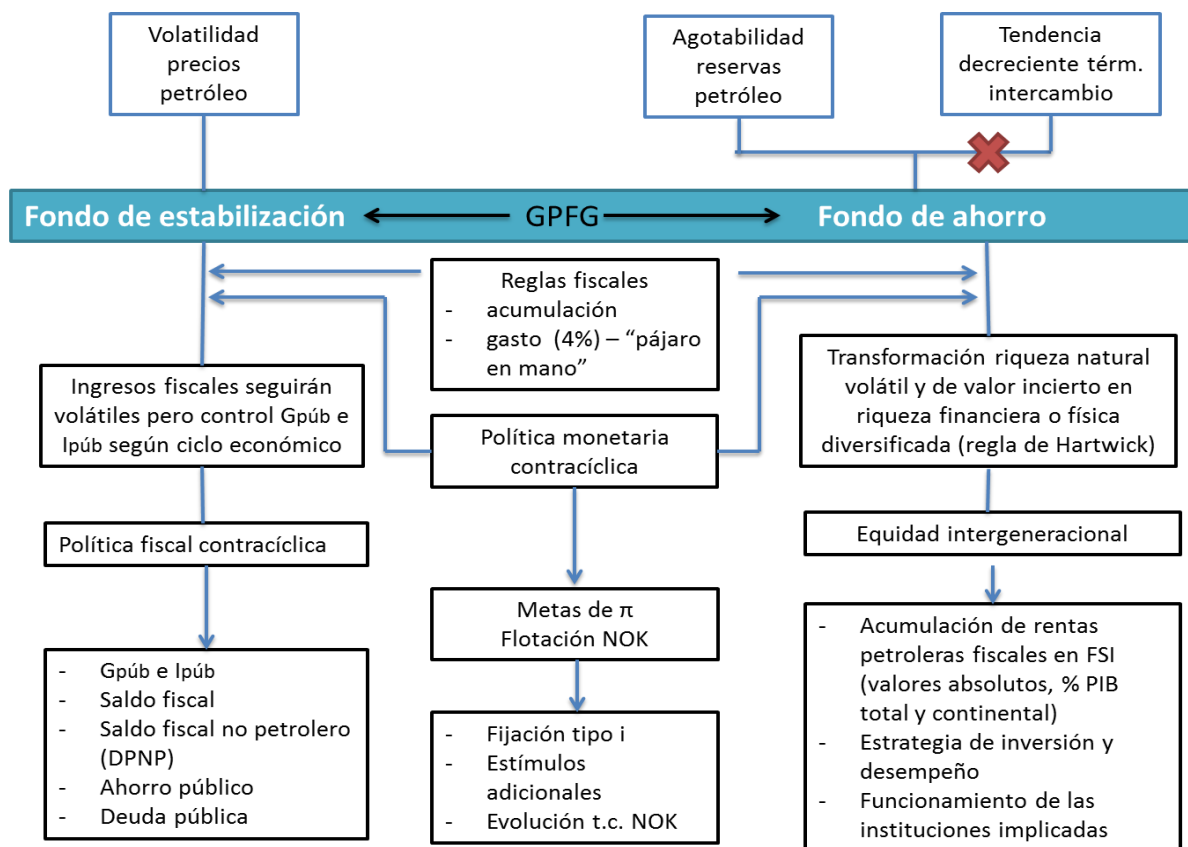 Volatilidad
precios
petróleo
Agotabilidad
reservas
petróleo
Tendencia
decreciente térm.
intercambio
Fondo de estabilización
GPFG
Fondo de ahorro
Reglas fiscales
- acumulación
- gasto (4%) – “pájaro
en mano”
Ingresos fiscales seguirán
volátiles pero control Gpúb e
Ipúb según ciclo económico
Política monetaria
contracíclica
Transformación riqueza natural
volátil y de valor incierto en
riqueza financiera o física
diversificada (regla de Hartwick)
Política fiscal contracíclica
Equidad intergeneracional
Metas de π
Flotación NOK
- Gpúb e Ipúb
- Saldo fiscal
- Saldo fiscal no petrolero
(DPNP)
- Ahorro público
- Deuda pública
- Fijación tipo i
- Estímulos
adicionales
- Evolución t.c. NOK
- Acumulación de rentas
petroleras fiscales en FSI
(valores absolutos, % PIB
total y continental)
- Estrategia de inversión y
desempeño
- Funcionamiento de las
instituciones implicadas